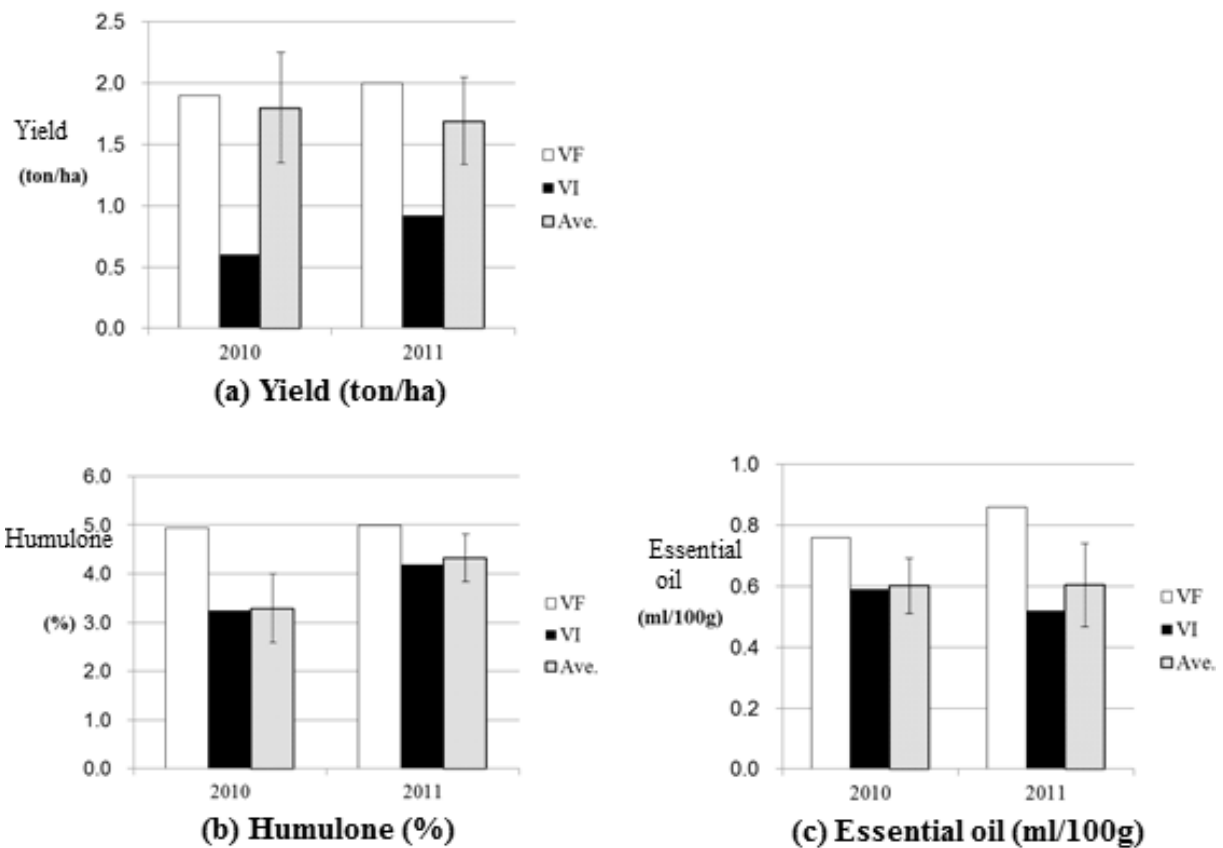 2.5
2.0
1.5
1.0
0.5
0.0
Yield
(ton/ha)
VF
VI
Ave.
2010 2011
(a) Yield (ton/ha)
6.0
5.0
4.0
3.0
2.0
1.0
0.0
Humulone
(%)
VF
VI
Ave.
2010 2011
(b) Humulone (%)
1.0
0.8
0.6
0.4
0.2
0.0
Essential
oil
(ml/100g)
VF
VI
Ave.
2010 2011
(c) Essential oil (ml/100g)